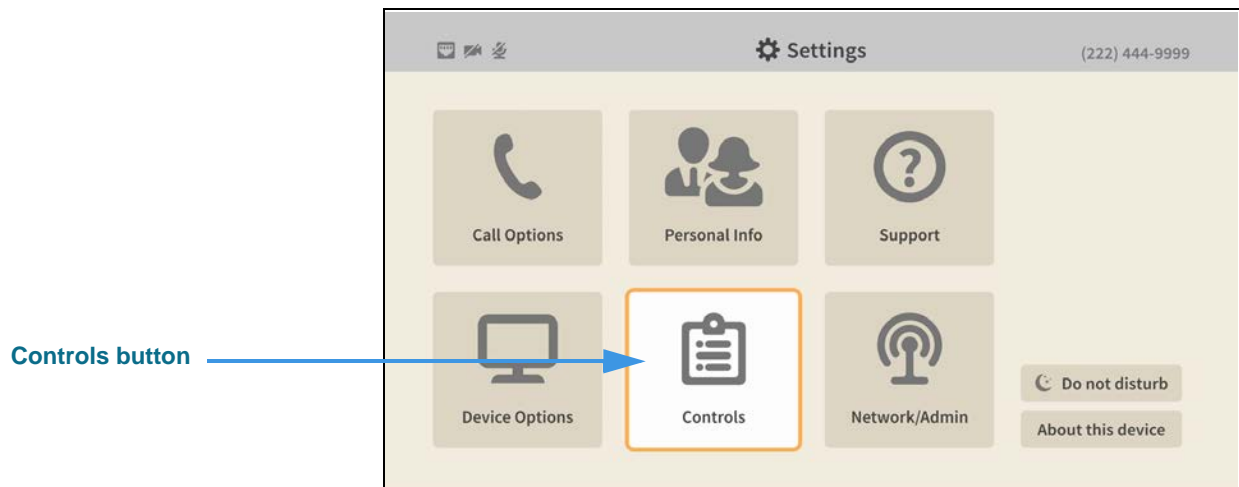 Settings
(222) 444-9999
Call Options
Personal Info
Support
Controls button
Device Options
Controls
Network/Admin
Do not disturb
About this device